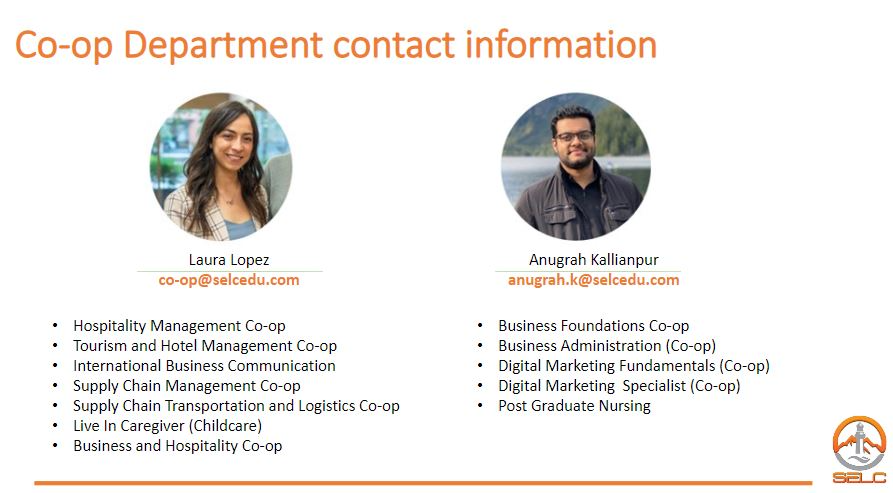 Co-op Department contact information
Laura Lopez
co-op@selcedu.com
• Hospitality Management Co-op
• Tourism and Hotel Management Co-op
• International Business Communication
• Supply Chain Management Co-op
• Supply Chain Transportation and Logistics Co-op
• Live In Caregiver (Childcare)
• Business and Hospitality Co-op
Anugrah Kallianpur
anugrah.k@selcedu.com
• Business Foundations Co-op
• Business Administration (Co-op)
• Digital Marketing Fundamentals (Co-op)
• Digital Marketing  Specialist (Co-op)
• Post Graduate Nursing
SELC